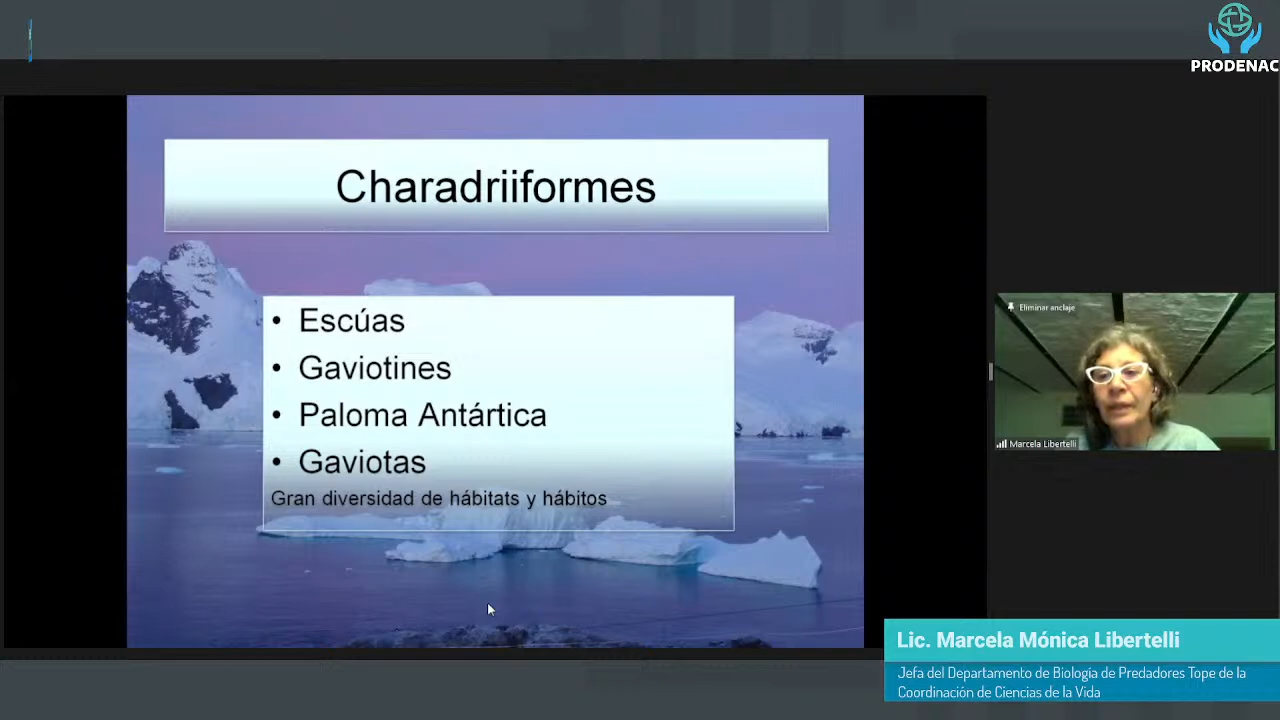 PRODENAC
Charadriiformes
• Escúas
• Gaviotines
• Paloma Antártica
• Gaviotas
Gran diversidad de hábitats y hábitos
Eliminar anclaje
Marcela Libertelli
Lic. Marcela Mónica Libertelli
Jefa del Departamento de Biología de Predadores Tope de la
Coordinación de Ciencias de la Vida